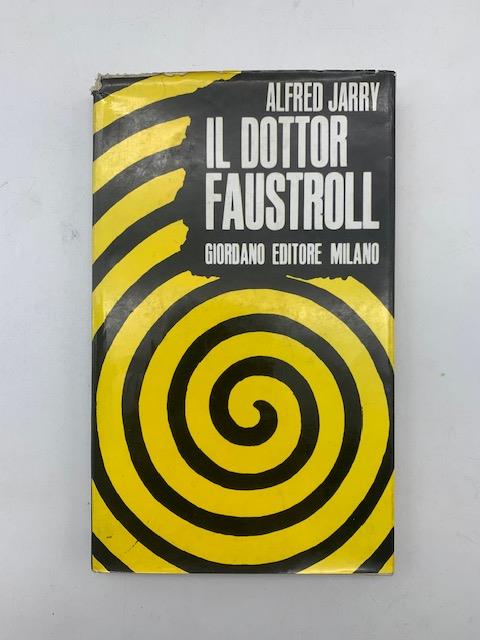 ALFRED JARRY
IL DOTTOR
FAUSTROLL
GIORDANO EDITORE MILANO